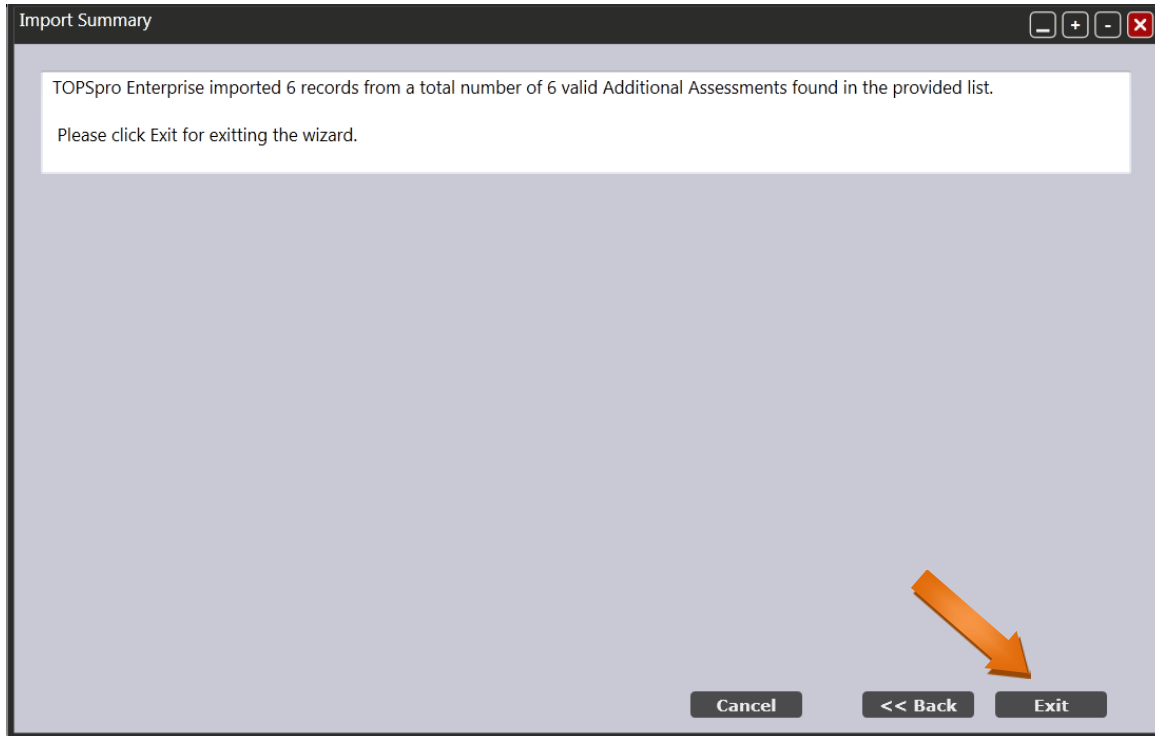 Import Summary
TOPSpro Enterprise imported 6 records from a total number of 6 valid Additional Assessments found in the provided list.
Please click Exit for exitting the wizard.
Cancel
<< Back
Exit